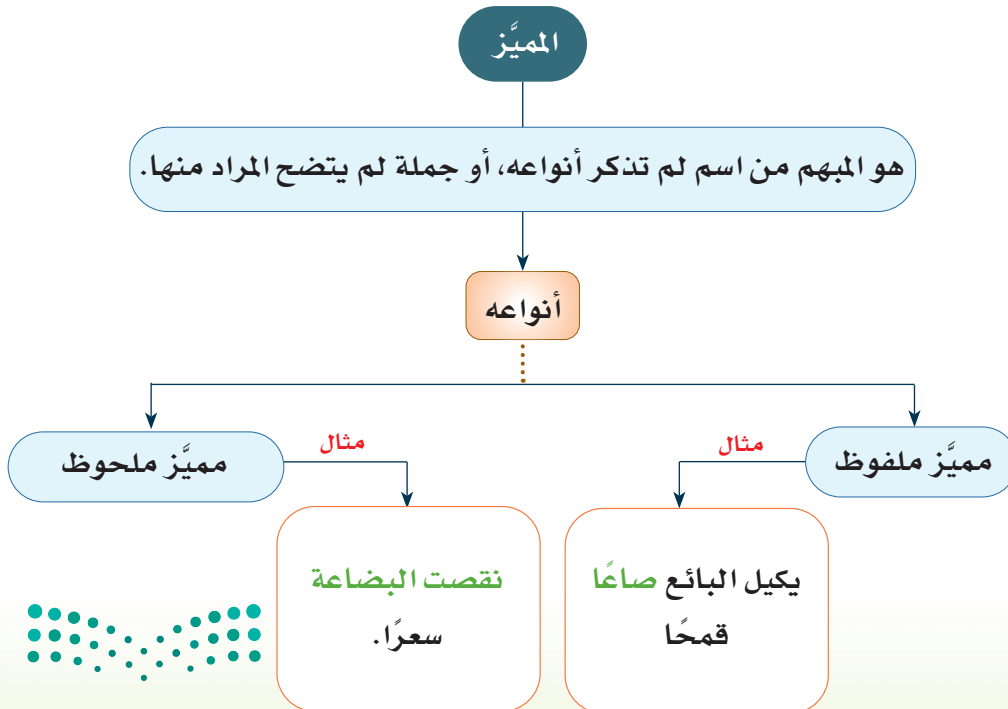 المميَّز
هو المبهم من اسم لم تذكر أنواعه، أو جملة لم يتضح المراد منها.
أنواعه
مميَّز ملفوظ
مثال
يكيل البائع صاعًا
قمحًا
مميَّز ملحوظ
مثال
نقصت البضاعة
سعرًا.